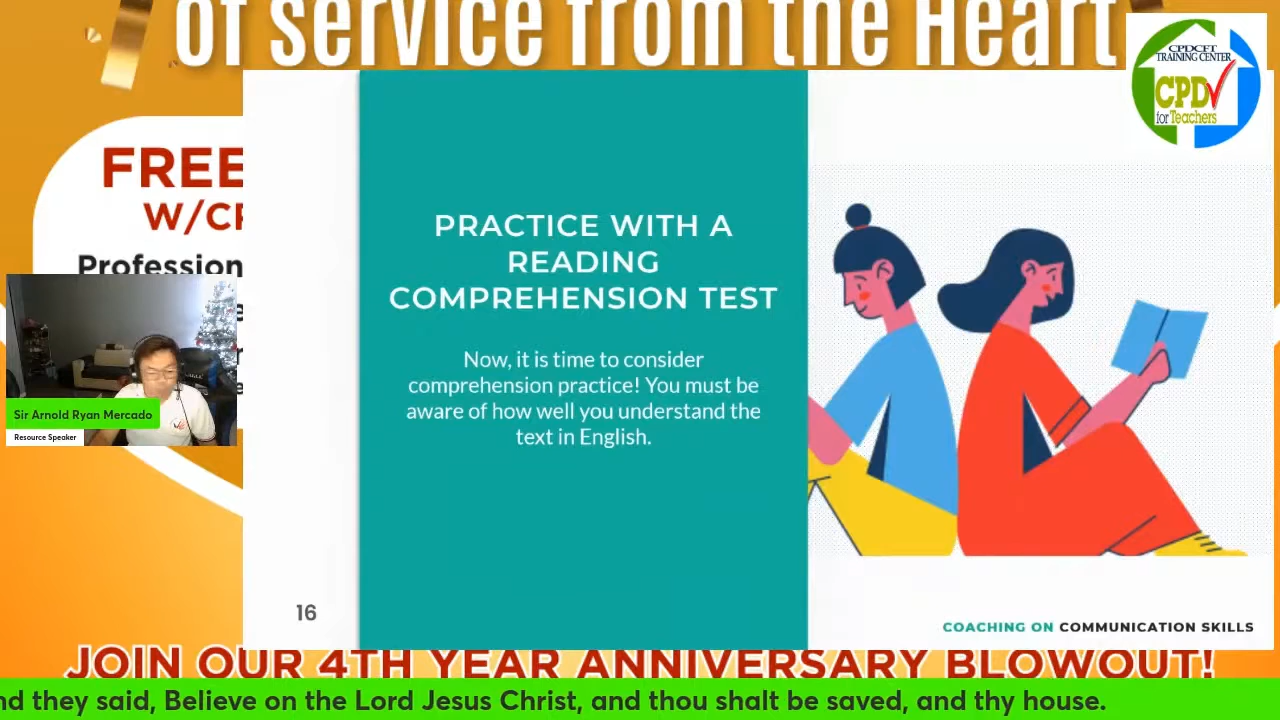 of service from the Heart
CPDCFT
TRAINING CENTER
CPD
for Teachers
FREE
W/CP
Profession
Sir Arnold Ryan Mercado
Resource Speaker
PRACTICE WITH A
READING
COMPREHENSION TEST
Now, it is time to consider
comprehension practice! You must be
aware of how well you understand the
text in English.
16
COACHING ON COMMUNICATION SKILLS
JOIN OUR 4TH YEAR ANNIVERSARY BLOWOUT!
nd they said, Believe on the Lord Jesus Christ, and thou shalt be saved, and thy house.